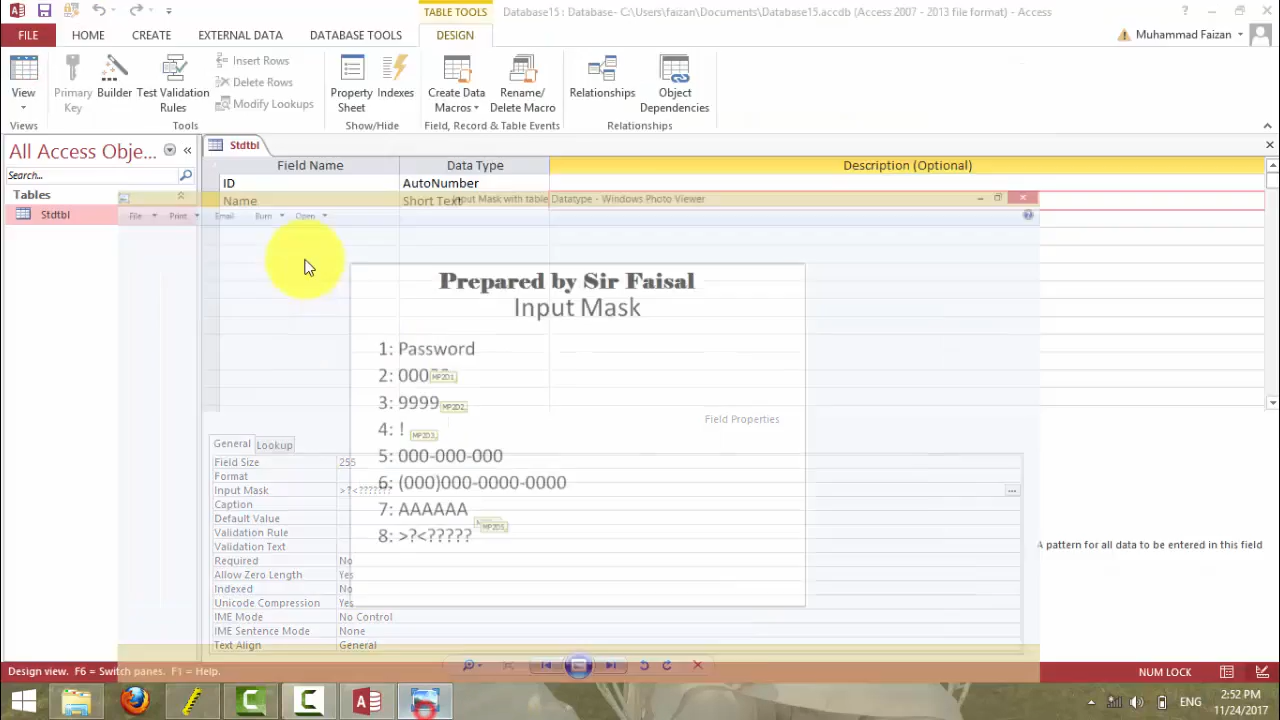 TABLE TOOLS
Database15 : Database- C:\Users\faizan\Documents\Database15.accdb (Access 2007 - 2013 file format) - Access
FILE HOME CREATE EXTERNAL DATA DATABASE TOOLS DESIGN Muhammad Faizan
View Primary Key Builder Test Validation Rules Insert Rows Delete Rows Modify Lookups Property Sheet Indexes Create Data Macros Rename/ Delete Macro Relationships Object Dependencies
Views Tools Show/Hide Field, Record & Table Events Relationships
All Access Obje...
Search...
Tables
Stdtbl
Stdtbl
Field Name Data Type Description (Optional)
ID AutoNumber
Name Short Text
Input Mask with table Datatype - Windows Photo Viewer
File Print Email Burn Open
Prepared by Sir Faisal
Input Mask
1: Password
2: 000
MP2D1
3: 9999
MP2D2
4: !
MP2D3
5: 000-000-000
6: (000)000-0000-0000
7: AAAAAA
8: >?<?????
MP2D5
Field Properties
General Lookup
Field Size 255
Format
Input Mask >?<???????
Caption
Default Value
Validation Rule
Validation Text
Required No
Allow Zero Length Yes
Indexed No
Unicode Compression Yes
IME Mode No Control
IME Sentence Mode None
Text Align General
A pattern for all data to be entered in this field
Design view. F6 = Switch panes. F1 = Help. NUM LOCK
ENG
2:52 PM
11/24/2017